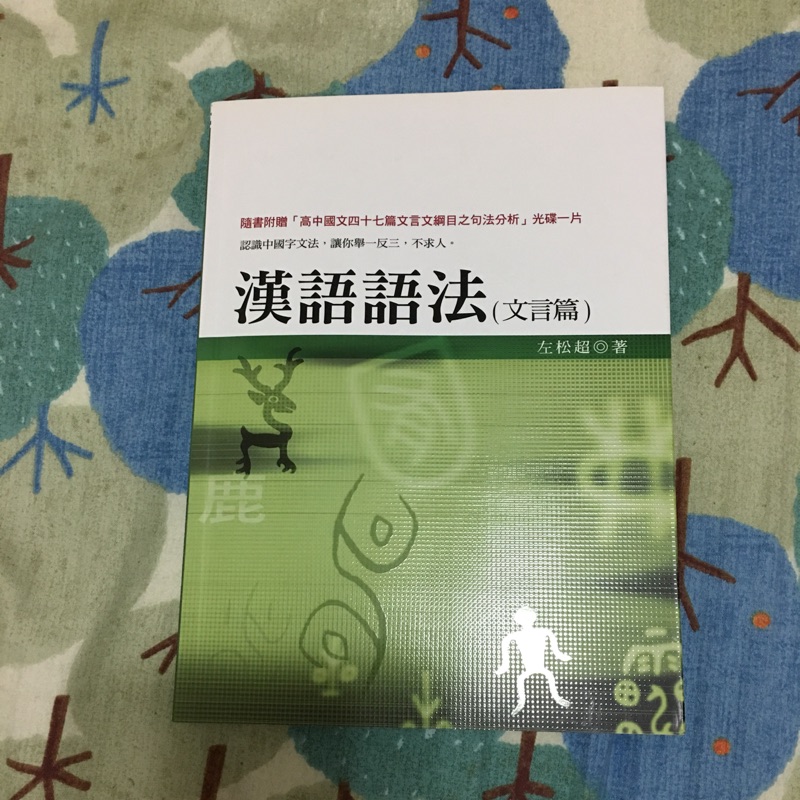 隨書附贈「高中國文四十七篇文言文綱目之句法分析」光碟一片
認識中國字文法，讓你舉一反三，不求人。
漢語語法(文言篇)
左松超◎著
鹿